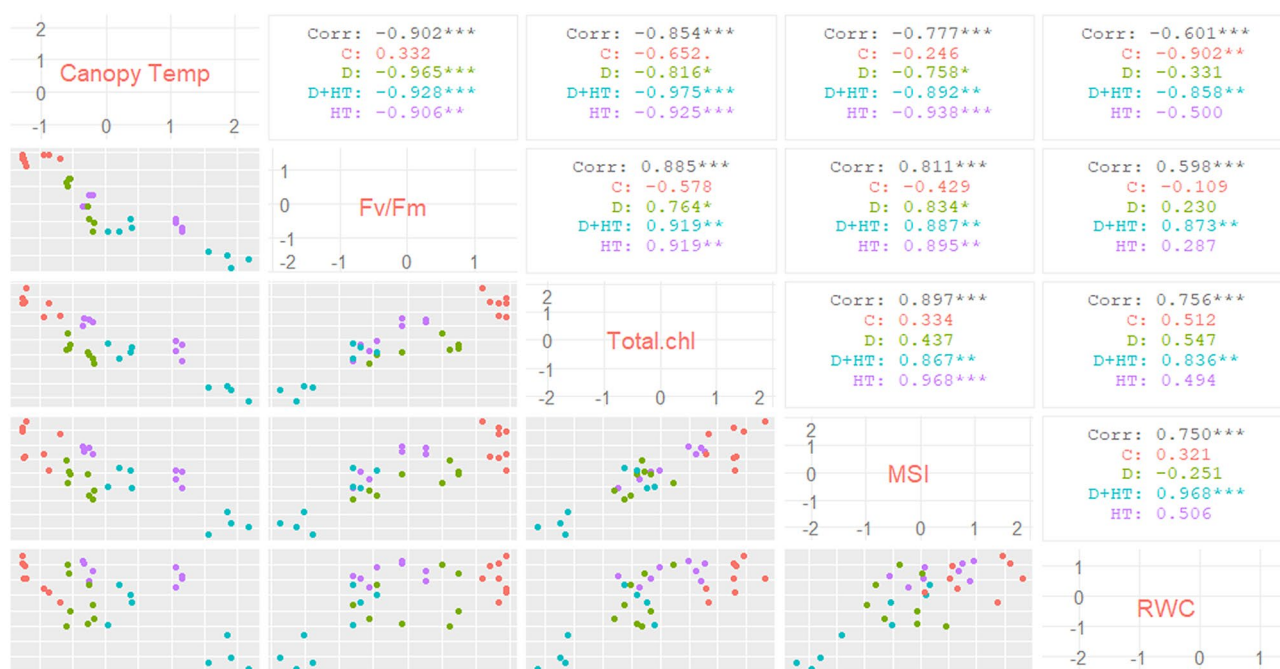 2
1
0
-1 0 1 2
Canopy Temp
Corr: -0.902***
C: 0.332
D: -0.965***
D+HT: -0.928***
HT: -0.906**
Corr: -0.854***
C: -0.652.
D: -0.816*
D+HT: -0.975***
HT: -0.925***
Corr: -0.777***
C: -0.246
D: -0.758*
D+HT: -0.892**
HT: -0.938***
Corr: -0.601***
C: -0.902**
D: -0.331
D+HT: -0.858**
HT: -0.500
1
0
-1
-2 -1 0 1
Fv/Fm
Corr: 0.885***
C: -0.578
D: 0.764*
D+HT: 0.919**
HT: 0.919**
Corr: 0.811***
C: -0.429
D: 0.834*
D+HT: 0.887**
HT: 0.895**
Corr: 0.598***
C: -0.109
D: 0.230
D+HT: 0.873**
HT: 0.287
2
1
0
-1
-2 -1 0 1 2
Total.chl
Corr: 0.897***
C: 0.334
D: 0.437
D+HT: 0.867**
HT: 0.968***
Corr: 0.756***
C: 0.512
D: 0.547
D+HT: 0.836**
HT: 0.494
2
1
0
-1
-2 -1 0 1 2
MSI
Corr: 0.750***
C: 0.321
D: -0.251
D+HT: 0.968***
HT: 0.506
1
0
-1
-2 -1 0 1
RWC